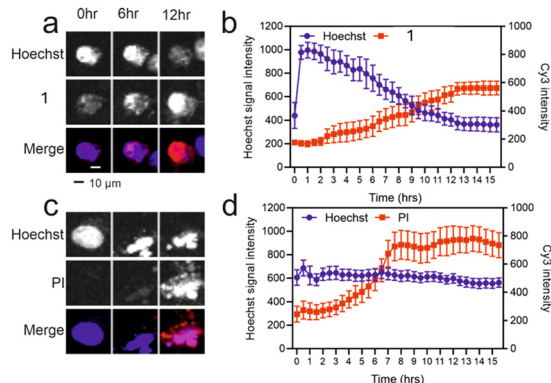 a
0hr 6hr 12hr
Hoechst
1
Merge
10 μm
b
Hoechst 1
Hoechst signal intensity
1200
1000
800
600
400
200
0
Cy3 signal intensity
1000
800
600
400
200
0
0 1 2 3 4 5 6 7 8 9 10 11 12 13 14 15
Time (hrs)
c
Hoechst
PI
Merge
d
Hoechst PI
Hoechst signal intensity
1200
1000
800
600
400
200
0
Cy3 signal intensity
1000
800
600
400
200
0
0 1 2 3 4 5 6 7 8 9 10 11 12 13 14 15
Time (hrs)